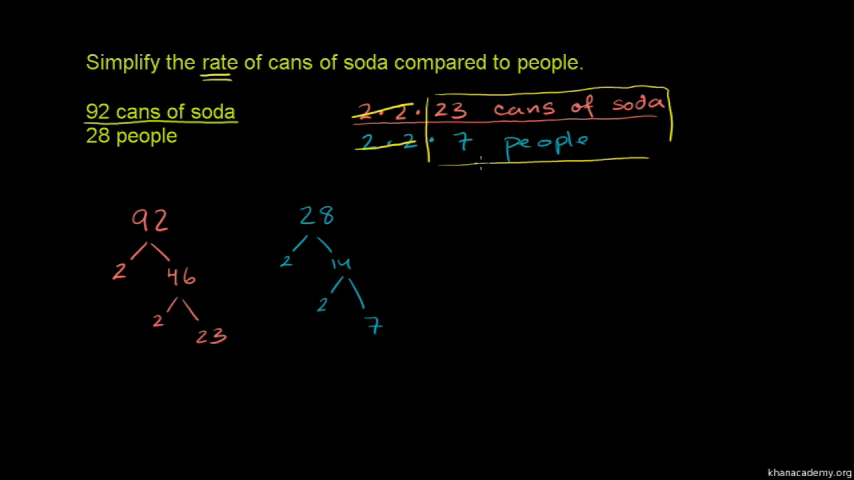 Simplify the rate of cans of soda compared to people.
92 cans of soda
28 people
2 · 2 · 23 cans of soda
2 · 2 · 7 people
92
2 46
2 23
28
2 14
2 7
khanacademy.org